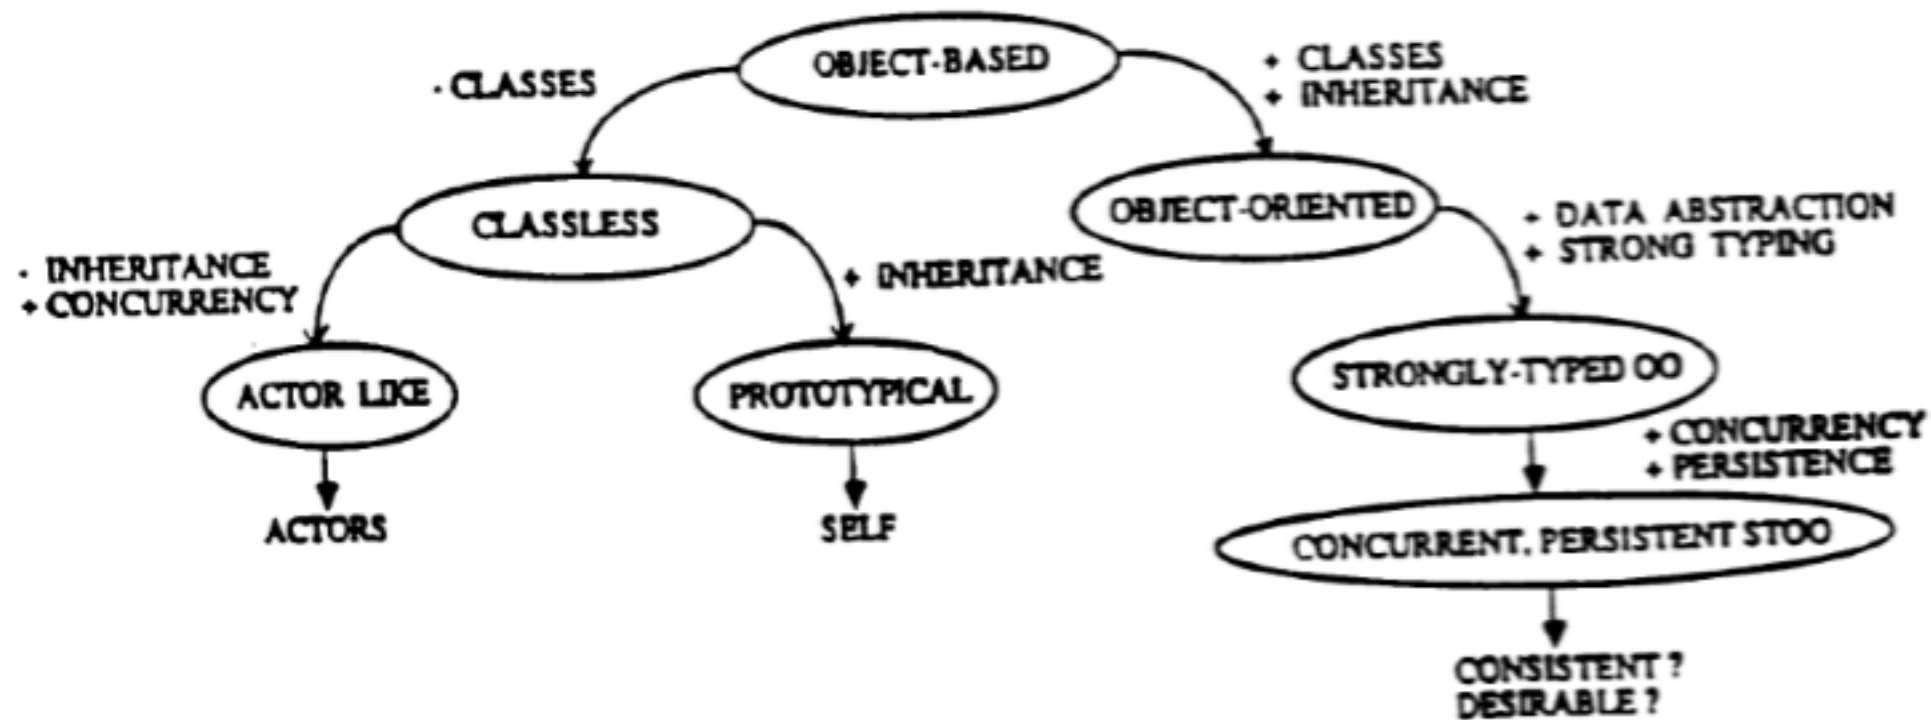 OBJECT-BASED
- CLASSES
+ CLASSES
+ INHERITANCE
CLASSLESS
OBJECT-ORIENTED
- INHERITANCE
+ CONCURRENCY
+ INHERITANCE
+ DATA ABSTRACTION
+ STRONG TYPING
ACTOR LIKE
PROTOTYPICAL
STRONGLY-TYPED OO
+ CONCURRENCY
+ PERSISTENCE
ACTORS
SELF
CONCURRENT, PERSISTENT STOO
CONSISTENT ?
DESIRABLE ?